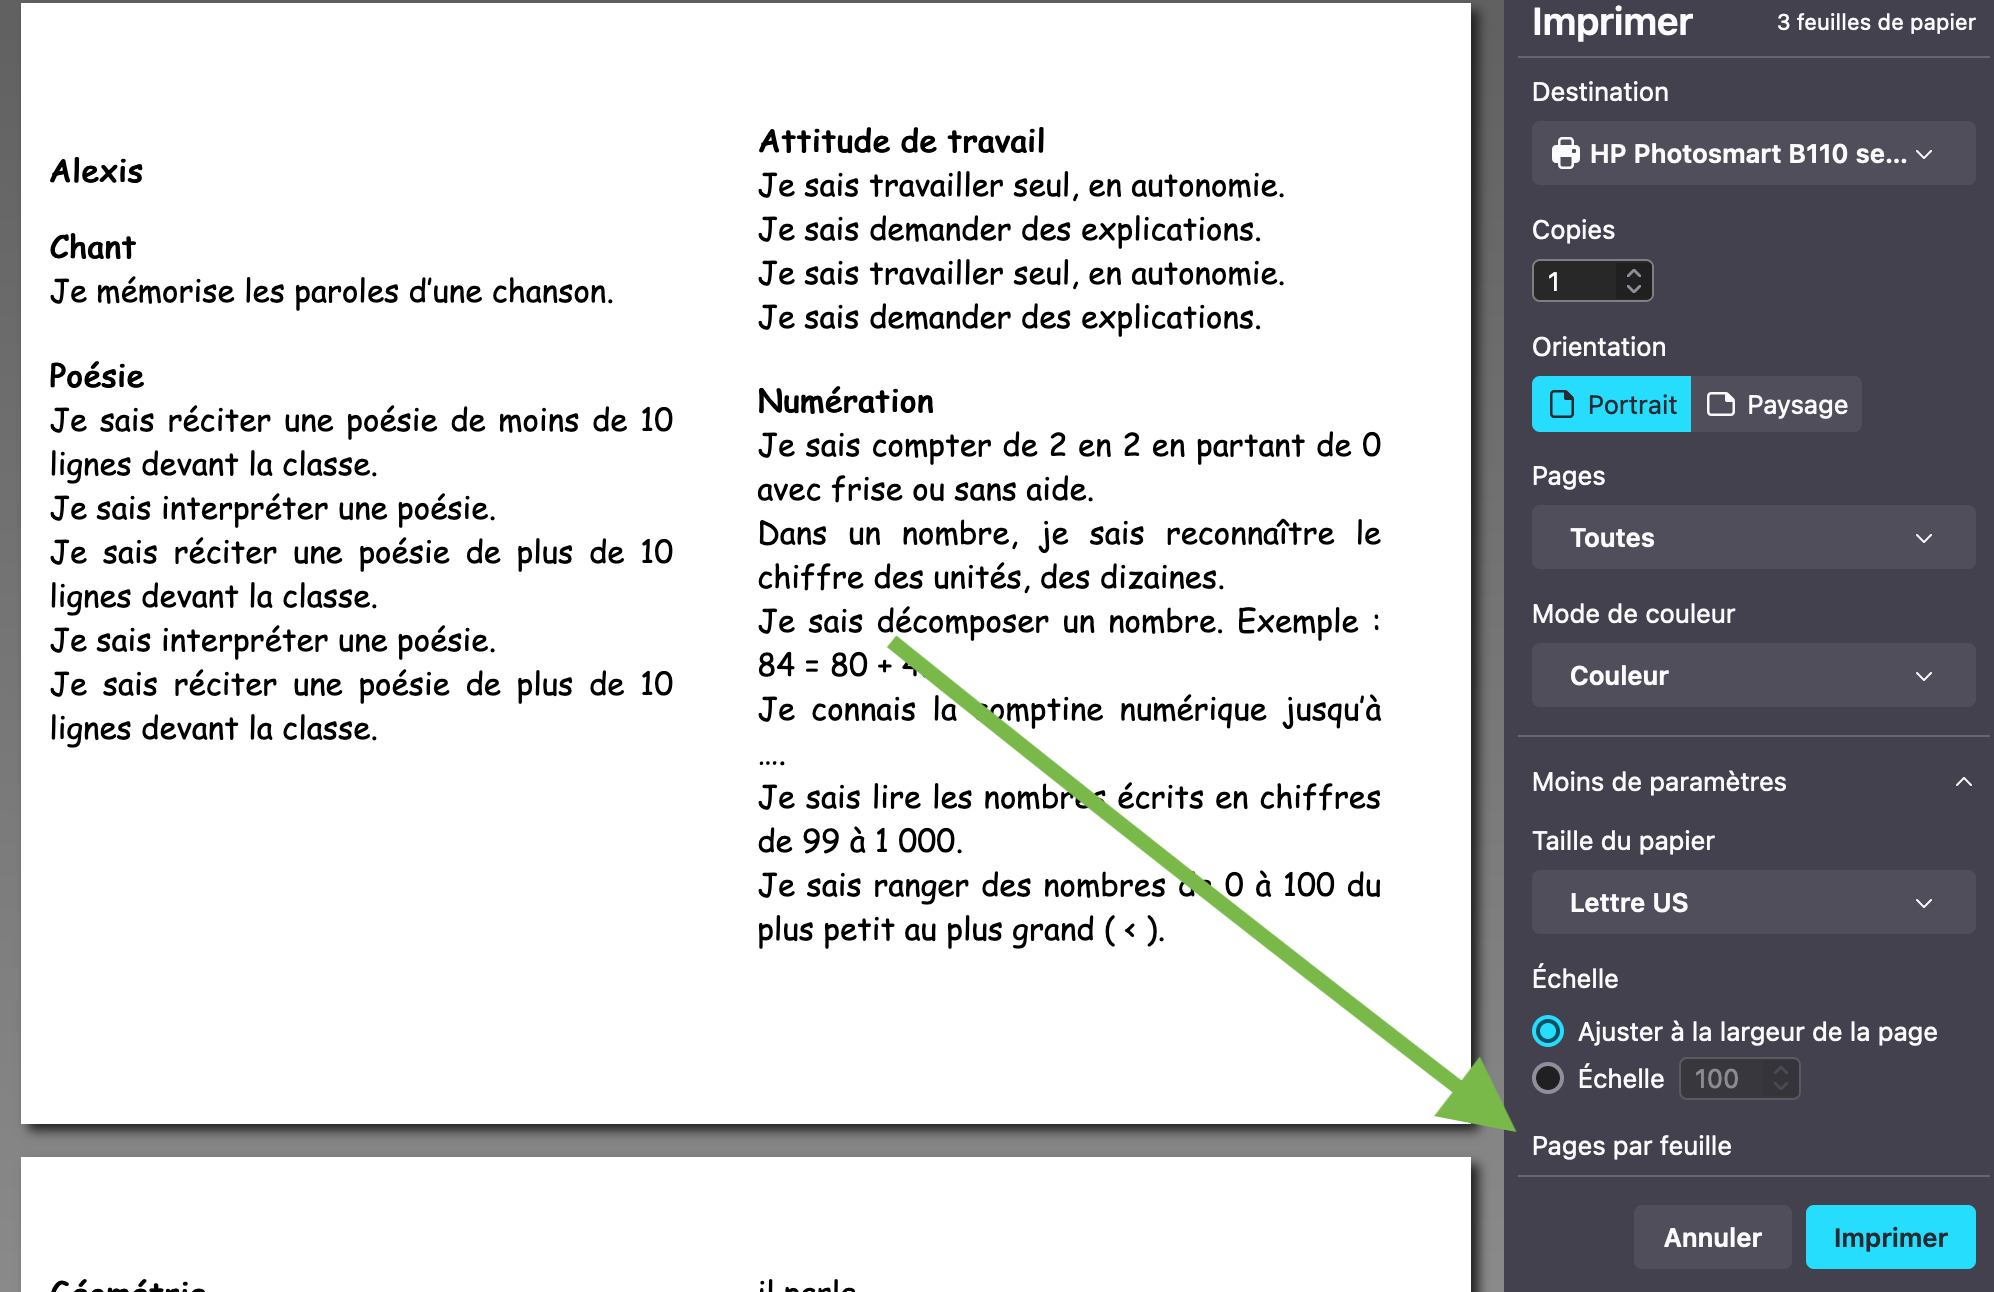 Alexis
Chant
Je mémorise les paroles d'une chanson.
Poésie
Je sais réciter une poésie de moins de 10
lignes devant la classe.
Je sais interpréter une poésie.
Je sais réciter une poésie de plus de 10
lignes devant la classe.
Je sais interpréter une poésie.
Je sais réciter une poésie de plus de 10
lignes devant la classe.
Attitude de travail
Je sais travailler seul, en autonomie.
Je sais demander des explications.
Je sais travailler seul, en autonomie.
Je sais demander des explications.
Numération
Je sais compter de 2 en 2 en partant de 0
avec frise ou sans aide.
Dans un nombre, je sais reconnaître le
chiffre des unités, des dizaines.
Je sais décomposer un nombre. Exemple :
84 = 80 + 4
Je connais la comptine numérique jusqu'à
....
Je sais lire les nombres écrits en chiffres
de 99 à 1 000.
Je sais ranger des nombres de 0 à 100 du
plus petit au plus grand ( < ).
Géométrie
il parle
Imprimer
3 feuilles de papier
Destination
HP Photosmart B110 se...
Copies
1
Orientation
Portrait
Paysage
Pages
Toutes
Mode de couleur
Couleur
Moins de paramètres
Taille du papier
Lettre US
Échelle
Ajuster à la largeur de la page
Échelle 100
Pages par feuille
Annuler
Imprimer